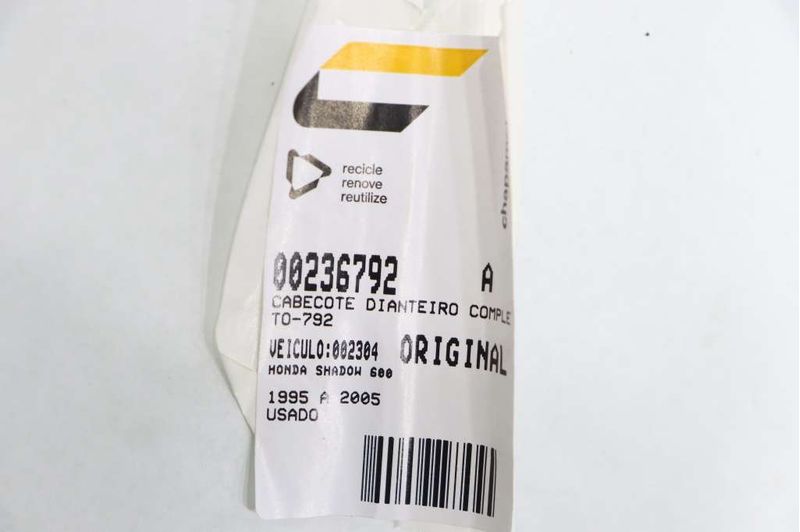 recicle
renove
reutilize
00236792 A
CABECOTE DIANTEIRO COMPLE
TO-792
VEICULO:002304 ORIGINAL
HONDA SHADOW 600
1995 A 2005
USADO